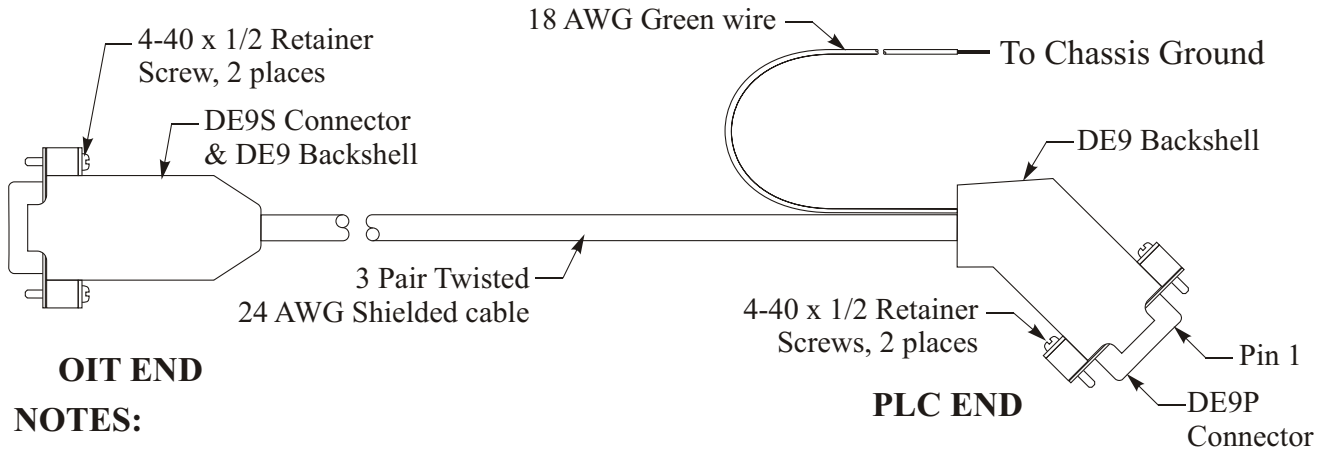 18 AWG Green wire
4-40 x 1/2 Retainer
Screw, 2 places
To Chassis Ground
DE9S Connector
& DE9 Backshell
DE9 Backshell
3 Pair Twisted
24 AWG Shielded cable
4-40 x 1/2 Retainer
Screws, 2 places
Pin 1
OIT END
PLC END
DE9P
Connector
NOTES: